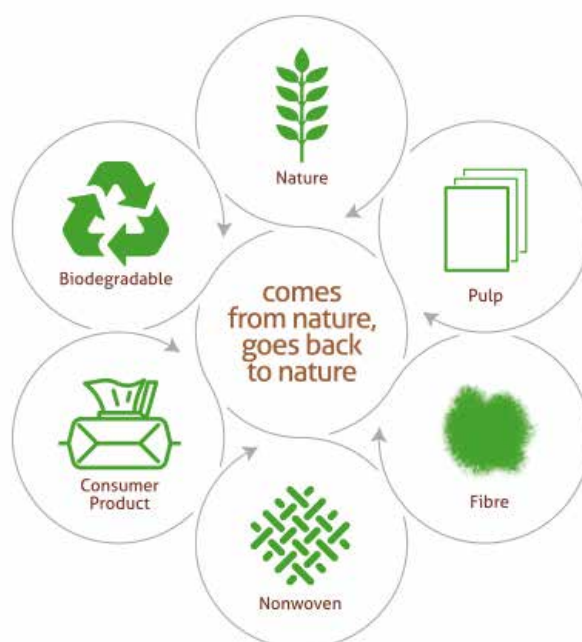 Nature
Pulp
Fibre
Nonwoven
Consumer
Product
Biodegradable
comes
from nature,
goes back
to nature